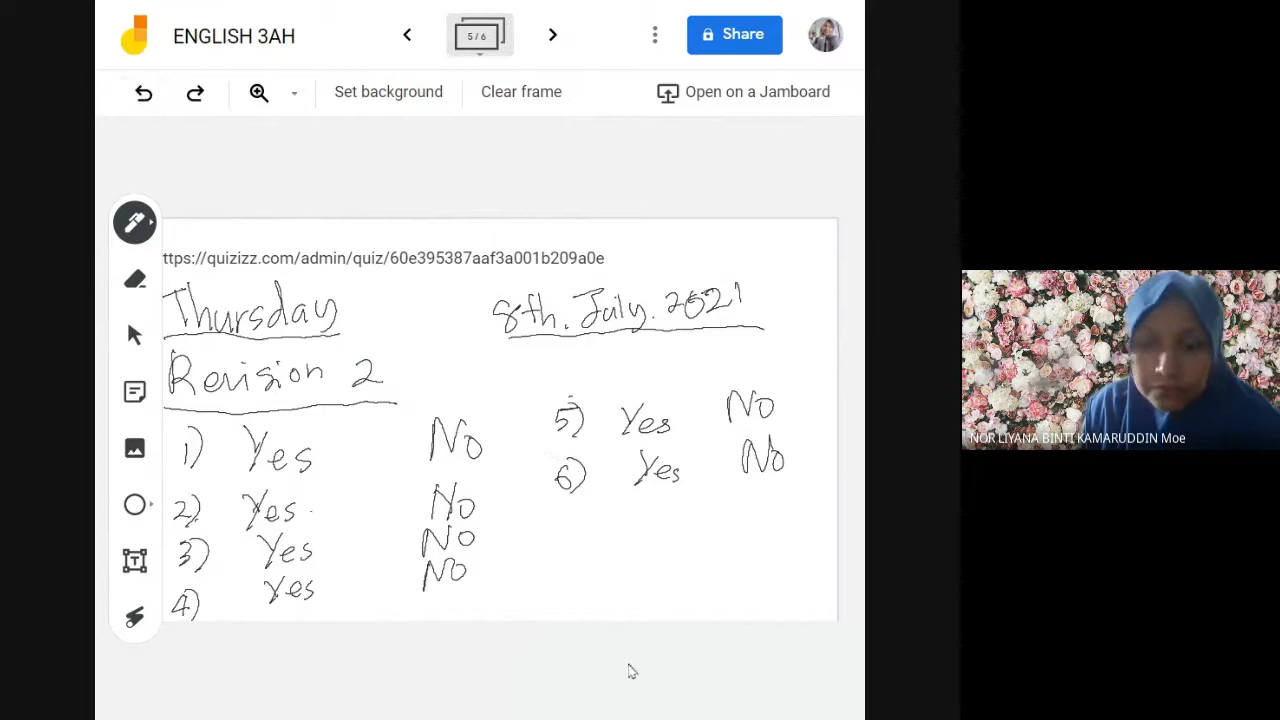 ENGLISH 3AH
5 / 6
Share
Set background
Clear frame
Open on a Jamboard
ttps://quizizz.com/admin/quiz/60e395387aaf3a001b209a0e
Thursday 8th. July. 2021
Revision 2
1) Yes No
2) Yes No
3) Yes No
4) Yes No
5) Yes No
6) Yes No
NOR LIYANA BINTI KAMARUDDIN Moe